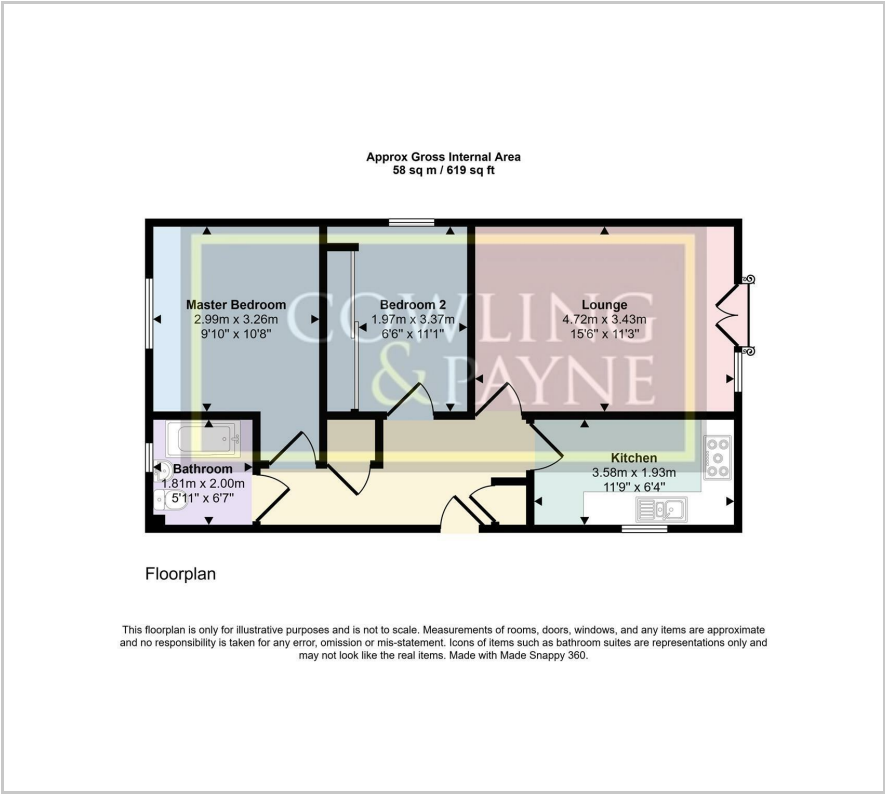 Approx Gross Internal Area
58 sq m / 619 sq ft
Master Bedroom
2.99m x 3.26m
9'10" x 10'8"
Bedroom 2
1.97m x 3.37m
6'6" x 11'1"
Lounge
4.72m x 3.43m
15'6" x 11'3"
COWLING
& PAYNE
Bathroom
1.81m x 2.00m
5'11" x 6'7"
Kitchen
3.58m x 1.93m
11'9" x 6'4"
Floorplan
This floorplan is only for illustrative purposes and is not to scale. Measurements of rooms, doors, windows, and any items are approximate
and no responsibility is taken for any error, omission or mis-statement. Icons of items such as bathroom suites are representations only and
may not look like the real items. Made with Made Snappy 360.